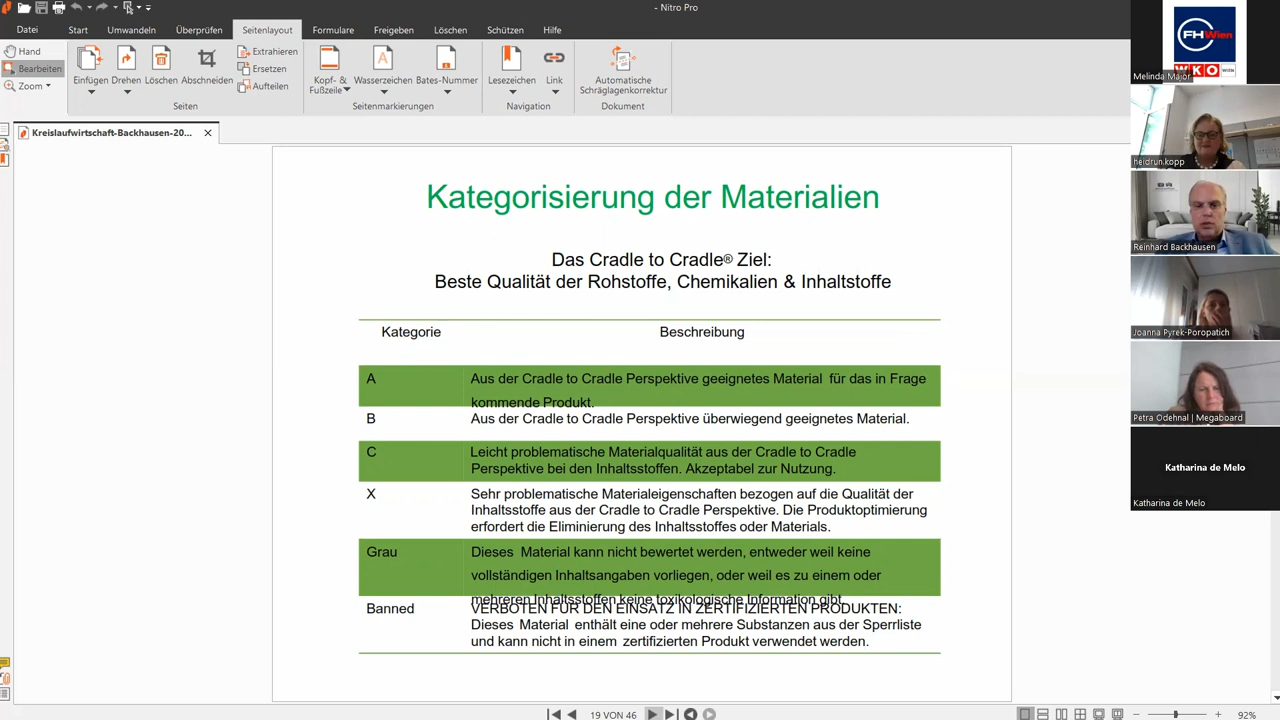 - Nitro Pro
Datei
Start
Umwandeln
Überprüfen
Seitenlayout
Formulare
Freigeben
Löschen
Schützen
Hilfe
Hand
Bearbeiten
Zoom
Einfügen
Drehen
Löschen
Abschneiden
Extrahieren
Ersetzen
Aufteilen
Seiten
Kopf- &
Fußzeile
Wasserzeichen
Bates-Nummer
Seitenmarkierungen
Lesezeichen
Link
Navigation
Automatische
Schräglagenkorrektur
Dokument
Kreislaufwirtschaft-Backhausen-20...
Kategorisierung der Materialien
Das Cradle to Cradle® Ziel:
Beste Qualität der Rohstoffe, Chemikalien & Inhaltstoffe
Kategorie
Beschreibung
A
Aus der Cradle to Cradle Perspektive geeignetes Material für das in Frage
kommende Produkt.
B
Aus der Cradle to Cradle Perspektive überwiegend geeignetes Material.
C
Leicht problematische Materialqualität aus der Cradle to Cradle
Perspektive bei den Inhaltsstoffen. Akzeptabel zur Nutzung.
X
Sehr problematische Materialeigenschaften bezogen auf die Qualität der
Inhaltsstoffe aus der Cradle to Cradle Perspektive. Die Produktoptimierung
erfordert die Eliminierung des Inhaltsstoffes oder Materials.
Grau
Dieses Material kann nicht bewertet werden, entweder weil keine
vollständigen Inhaltsangaben vorliegen, oder weil es zu einem oder
mehreren Inhaltsstoffen keine toxikologische Information gibt.
Banned
VERBOTEN FÜR DEN EINSATZ IN ZERTIFIZIERTEN PRODUKTEN:
Dieses Material enthält eine oder mehrere Substanzen aus der Sperrliste
und kann nicht in einem zertifizierten Produkt verwendet werden.
19 VON 46
92%
FHWien
WKO WIEN
Melinda Major
heidrun.kopp
Reinhard Backhausen
Joanna Pyrek-Poropatich
Petra Odehnal | Megaboard
Katharina de Melo
Katharina de Melo